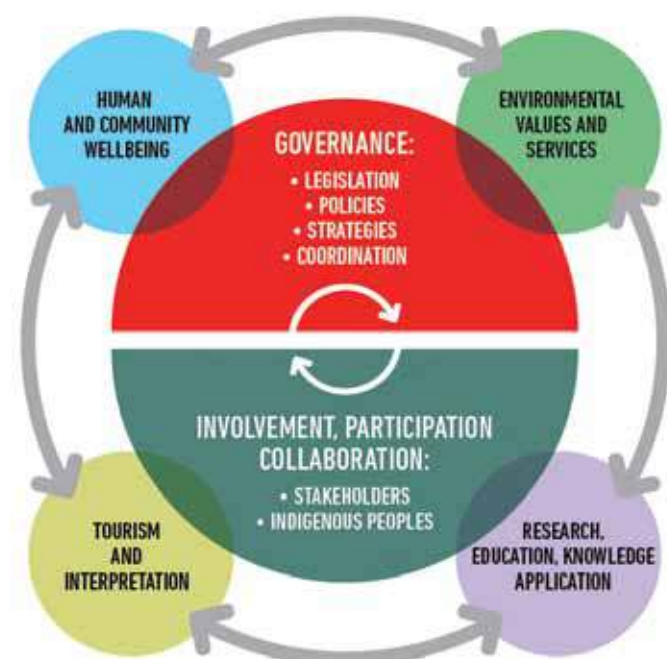 HUMAN
AND COMMUNITY
WELLBEING
ENVIRONMENTAL
VALUES AND
SERVICES
GOVERNANCE:
• LEGISLATION
• POLICIES
• STRATEGIES
• COORDINATION
INVOLVEMENT, PARTICIPATION
COLLABORATION:
• STAKEHOLDERS
• INDIGENOUS PEOPLES
TOURISM
AND
INTERPRETATION
RESEARCH,
EDUCATION, KNOWLEDGE
APPLICATION